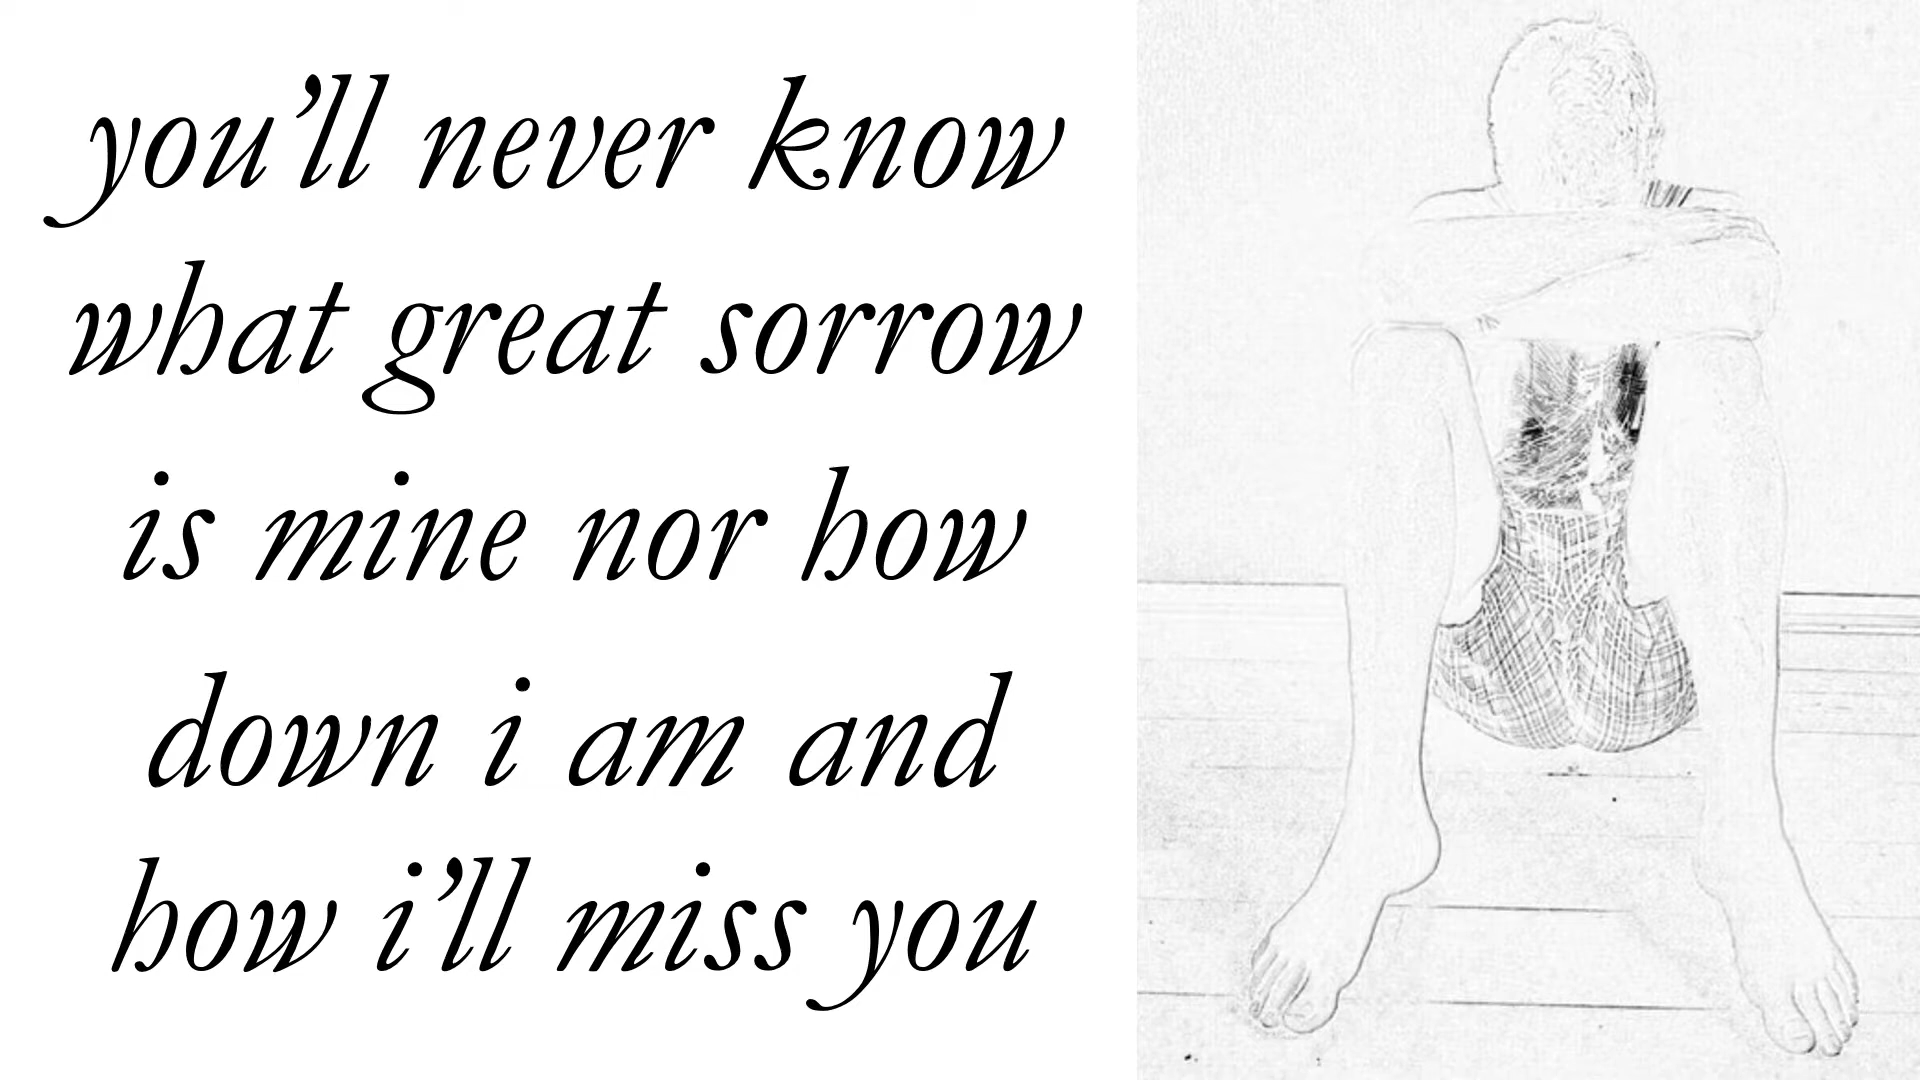 you’ll never know
what great sorrow
is mine nor how
down i am and
how i’ll miss you